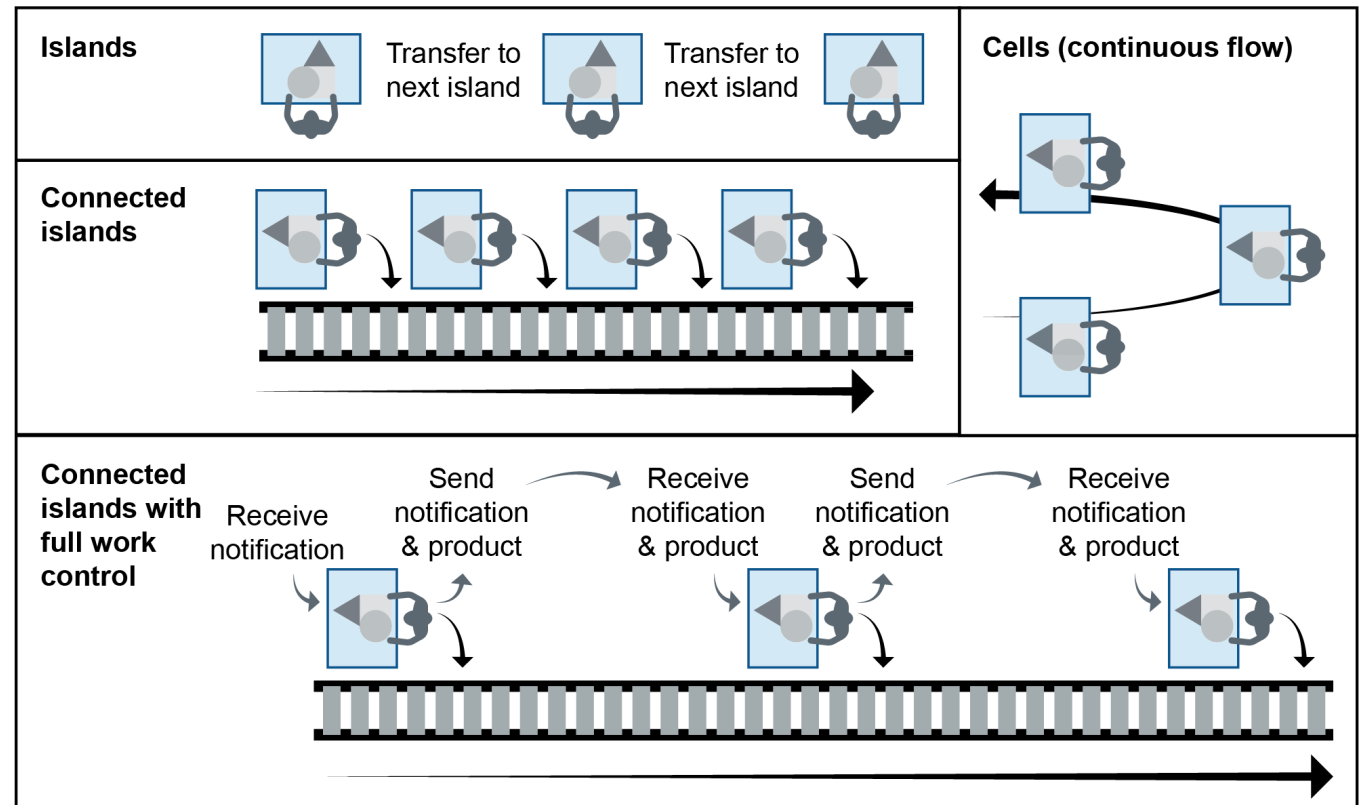 Islands
Transfer to
next island
Transfer to
next island
Cells (continuous flow)
Connected
islands
Connected
islands with
full work
control
Receive
notification
Send
notification
& product
Receive
notification
& product
Send
notification
& product
Receive
notification
& product